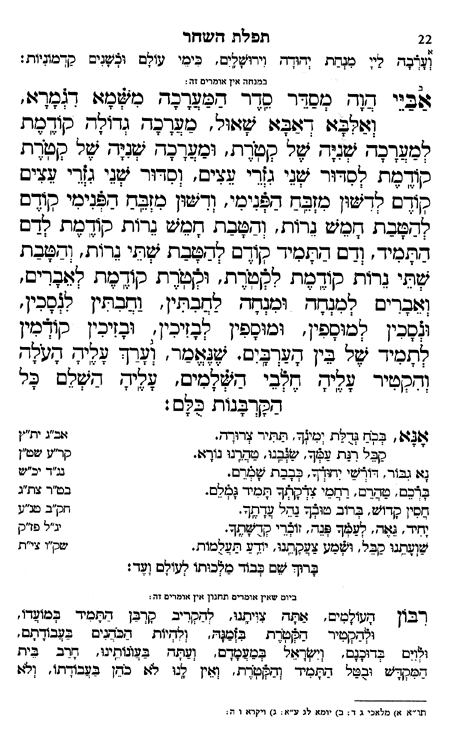 22
תפלת השחר
א
וְעָרְבָה לַיְיָ מִנְחַת יְהוּדָה וִירוּשָׁלָיִם, כִּימֵי עוֹלָם וּכְשָׁנִים קַדְמוֹנִיּוֹת:
במנחה אין אומרים זה:
ב
אַבַּיֵּי הֲוָה מְסַדֵּר סֵדֶר הַמַּעֲרָכָה מִשְּׁמָא דִגְמָרָא,
וְאַלִּבָּא דְאַבָּא שָׁאוּל, מַעֲרָכָה גְדוֹלָה קוֹדֶמֶת
לְמַעֲרָכָה שְׁנִיָּה שֶׁל קְטֹרֶת, וּמַעֲרָכָה שְׁנִיָּה שֶׁל קְטֹרֶת
קוֹדֶמֶת לְסִדּוּר שְׁנֵי גִזְרֵי עֵצִים, וְסִדּוּר שְׁנֵי גִזְרֵי עֵצִים
קוֹדֵם לְדִשּׁוּן מִזְבֵּחַ הַפְּנִימִי, וְדִשּׁוּן מִזְבֵּחַ הַפְּנִימִי קוֹדֵם
לְהַטָּבַת חָמֵשׁ נֵרוֹת, וְהַטָּבַת חָמֵשׁ נֵרוֹת קוֹדֶמֶת לְדַם
הַתָּמִיד, וְדַם הַתָּמִיד קוֹדֵם לְהַטָּבַת שְׁתֵּי נֵרוֹת, וְהַטָּבַת
שְׁתֵּי נֵרוֹת קוֹדֶמֶת לִקְטֹרֶת, וּקְטֹרֶת קוֹדֶמֶת לְאֵבָרִים,
וְאֵבָרִים לְמִנְחָה וּמִנְחָה לַחֲבִתִּין, וַחֲבִתִּין לִנְסָכִין,
וּנְסָכִין לְמוּסָפִין, וּמוּסָפִין לְבָזִיכִין, וּבָזִיכִין קוֹדְמִין
לְתָמִיד שֶׁל בֵּין הָעַרְבָּיִם. שֶׁנֶּאֱמַר, וְעָרַךְ עָלֶיהָ הָעֹלָה
וְהִקְטִיר עָלֶיהָ חֶלְבֵי הַשְּׁלָמִים, עָלֶיהָ הַשְׁלֵם כָּל
הַקָּרְבָּנוֹת כֻּלָּם:
אָנָּא, בְּכֹחַ גְּדֻלַּת יְמִינְךָ, תַּתִּיר צְרוּרָה. אב״ג ית״ץ
קַבֵּל רִנַּת עַמְּךָ, שַׂגְּבֵנוּ, טַהֲרֵנוּ נוֹרָא. קר״ע שט״ן
נָא גִבּוֹר, דּוֹרְשֵׁי יִחוּדְךָ, כְּבָבַת שָׁמְרֵם. נג״ד יכ״ש
בָּרְכֵם, טַהֲרֵם, רַחֲמֵי צִדְקָתְךָ תָּמִיד גָּמְלֵם. בט״ר צת״ג
חֲסִין קָדוֹשׁ, בְּרוֹב טוּבְךָ נַהֵל עֲדָתֶךָ. חק״ב טנ״ע
יָחִיד, גֵּאֶה, לְעַמְּךָ פְּנֵה, זוֹכְרֵי קְדֻשָּׁתֶךָ. יג״ל פז״ק
שַׁוְעָתֵנוּ קַבֵּל, וּשְׁמַע צַעֲקָתֵנוּ, יוֹדֵעַ תַּעֲלֻמוֹת. שק״ו צי״ת
בָּרוּךְ שֵׁם כְּבוֹד מַלְכוּתוֹ לְעוֹלָם וָעֶד:
ביום שאין אומרים תחנון אין אומרים זה:
רִבּוֹן הָעוֹלָמִים, אַתָּה צִוִּיתָנוּ, לְהַקְרִיב קָרְבַּן הַתָּמִיד בְּמוֹעֲדוֹ,
וּלְהַקְטִיר הַקְּטֹרֶת בִּזְמַנָּהּ, וְלִהְיוֹת הַכֹּהֲנִים בַּעֲבוֹדָתָם,
וּלְוִיִּם בְּדוּכָנָם, וְיִשְׂרָאֵל בְּמַעֲמָדָם, וְעַתָּה בַּעֲוֹנוֹתֵינוּ, חָרַב בֵּית
הַמִּקְדָּשׁ וּבֻטַּל הַתָּמִיד וְהַקְּטֹרֶת, וְאֵין לָנוּ לֹא כֹהֵן בַּעֲבוֹדָתוֹ, וְלֹא
תו״א א) מלאכי ג ד: ב) יומא לג ע״א: ג) ויקרא ו ה: